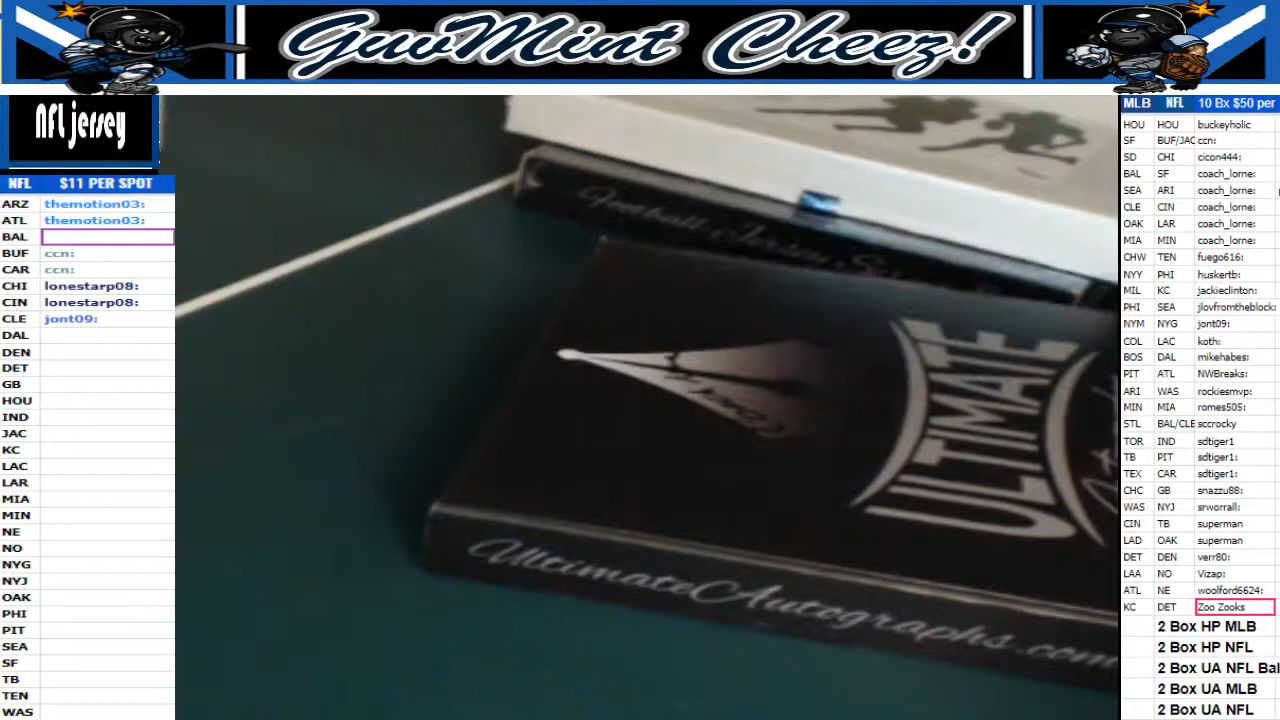 GuvMint Cheez!
NFL jersey
NFL $11 PER SPOT
ARZ themotion03:
ATL themotion03:
BAL
BUF ccn:
CAR ccn:
CHI lonestarp08:
CIN lonestarp08:
CLE jont09:
DAL
DEN
DET
GB
HOU
IND
JAC
KC
LAC
LAR
MIA
MIN
NE
NO
NYG
NYJ
OAK
PHI
PIT
SEA
SF
TB
TEN
WAS
Football Jersey
ULTIMATE
UltimateAutographs.com
MLB NFL 10 Bx $50 per
HOU HOU buckeyholic
SF BUF/JAC ccn:
SD CHI cicon444:
BAL SF coach_lorne:
SEA ARI coach_lorne:
CLE CIN coach_lorne:
OAK LAR coach_lorne:
MIA MIN coach_lorne:
CHW TEN fuego616:
NYY PHI huskertb:
MIL KC jackieclinton:
PHI SEA jlovfromtheblock:
NYM NYG jont09:
COL LAC koth:
BOS DAL mikehabes:
PIT ATL NWBreaks:
ARI WAS rockiesmvp:
MIN MIA romes505:
STL BAL/CLE sccrocky
TOR IND sdtiger1
TB PIT sdtiger1:
TEX CAR sdtiger1:
CHC GB snazzu88:
WAS NYJ srworrall:
CIN TB superman
LAD OAK superman
DET DEN verr80:
LAA NO Vizap:
ATL NE woolford6624:
KC DET Zoo Zooks
2 Box HP MLB
2 Box HP NFL
2 Box UA NFL Bal
2 Box UA MLB
2 Box UA NFL